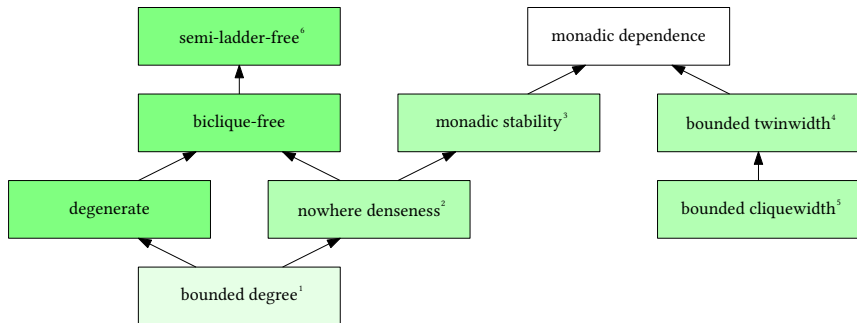 semi-ladder-free⁶
monadic dependence
biclique-free
monadic stability³
bounded twinwidth⁴
degenerate
nowhere denseness²
bounded cliquewidth⁵
bounded degree¹